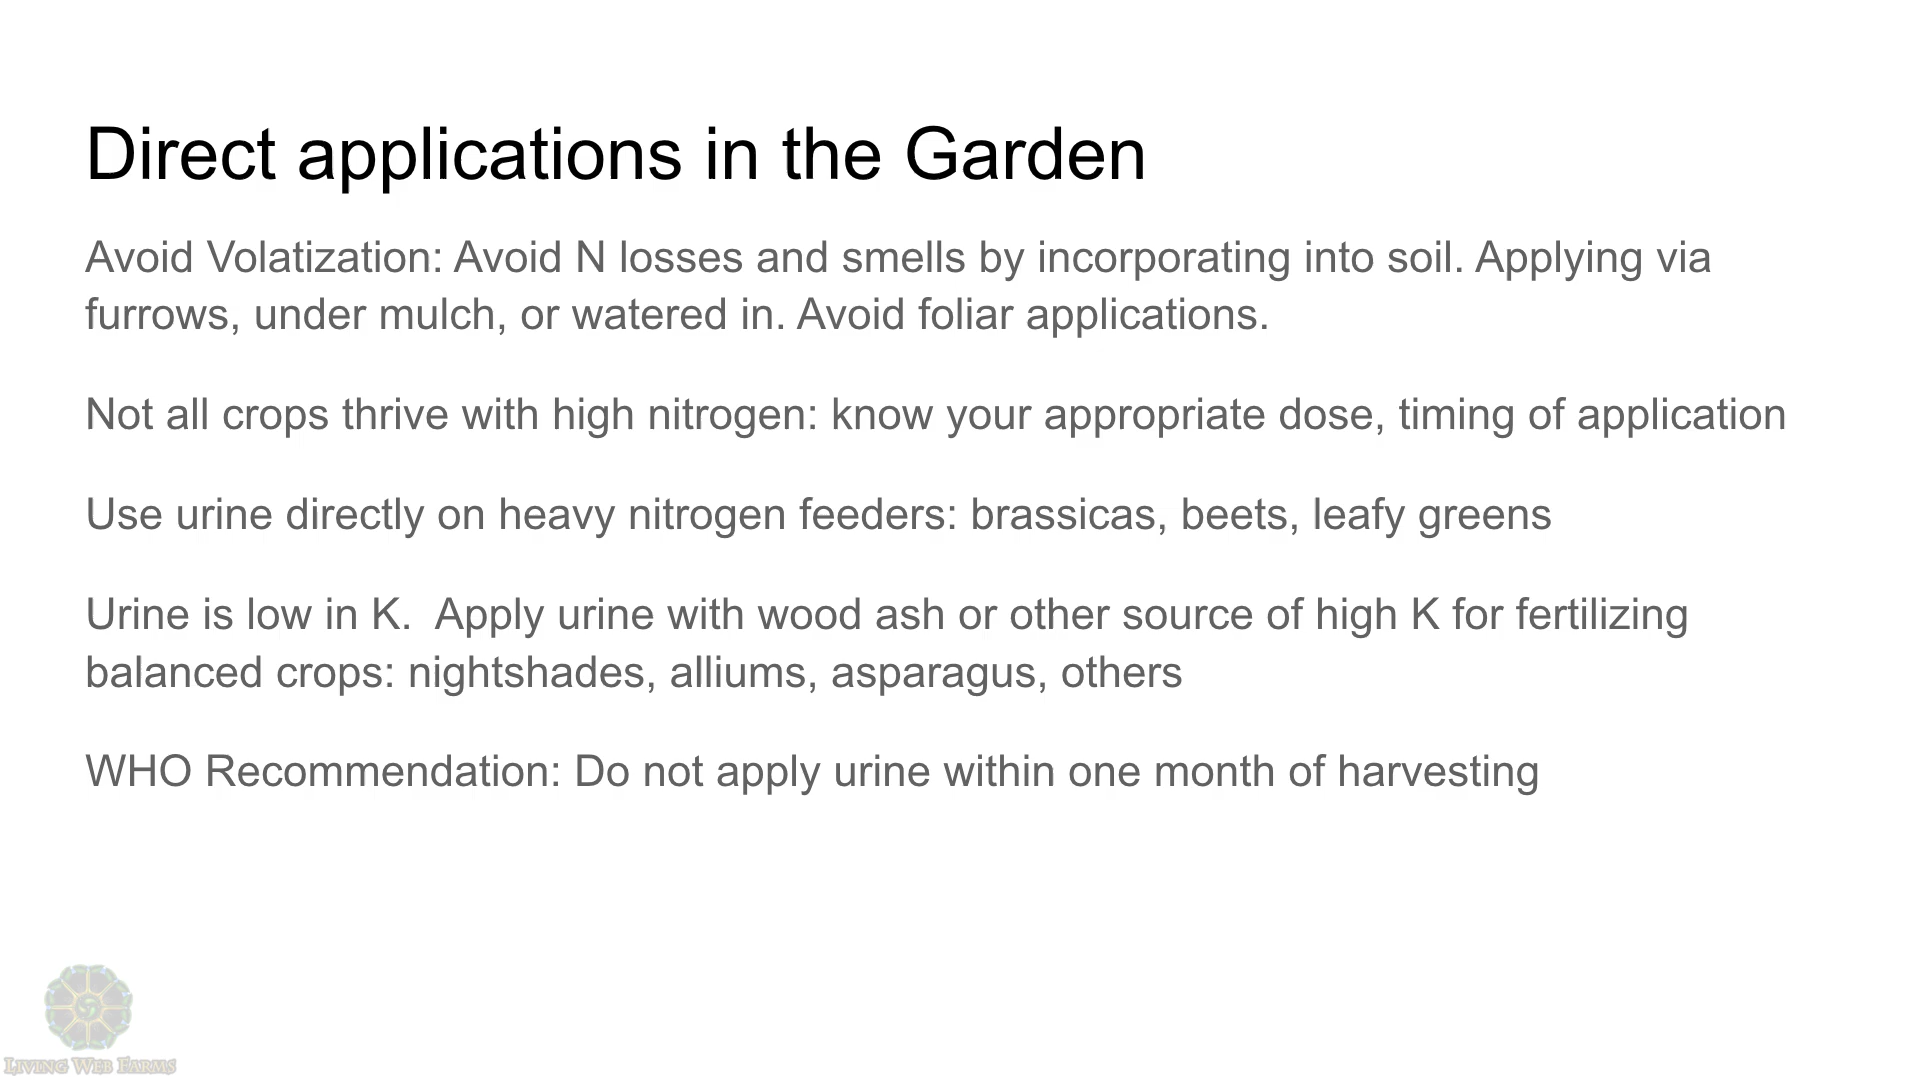 Direct applications in the Garden
Avoid Volatization: Avoid N losses and smells by incorporating into soil. Applying via
furrows, under mulch, or watered in. Avoid foliar applications.
Not all crops thrive with high nitrogen: know your appropriate dose, timing of application
Use urine directly on heavy nitrogen feeders: brassicas, beets, leafy greens
Urine is low in K.  Apply urine with wood ash or other source of high K for fertilizing
balanced crops: nightshades, alliums, asparagus, others
WHO Recommendation: Do not apply urine within one month of harvesting
Living Web Farms